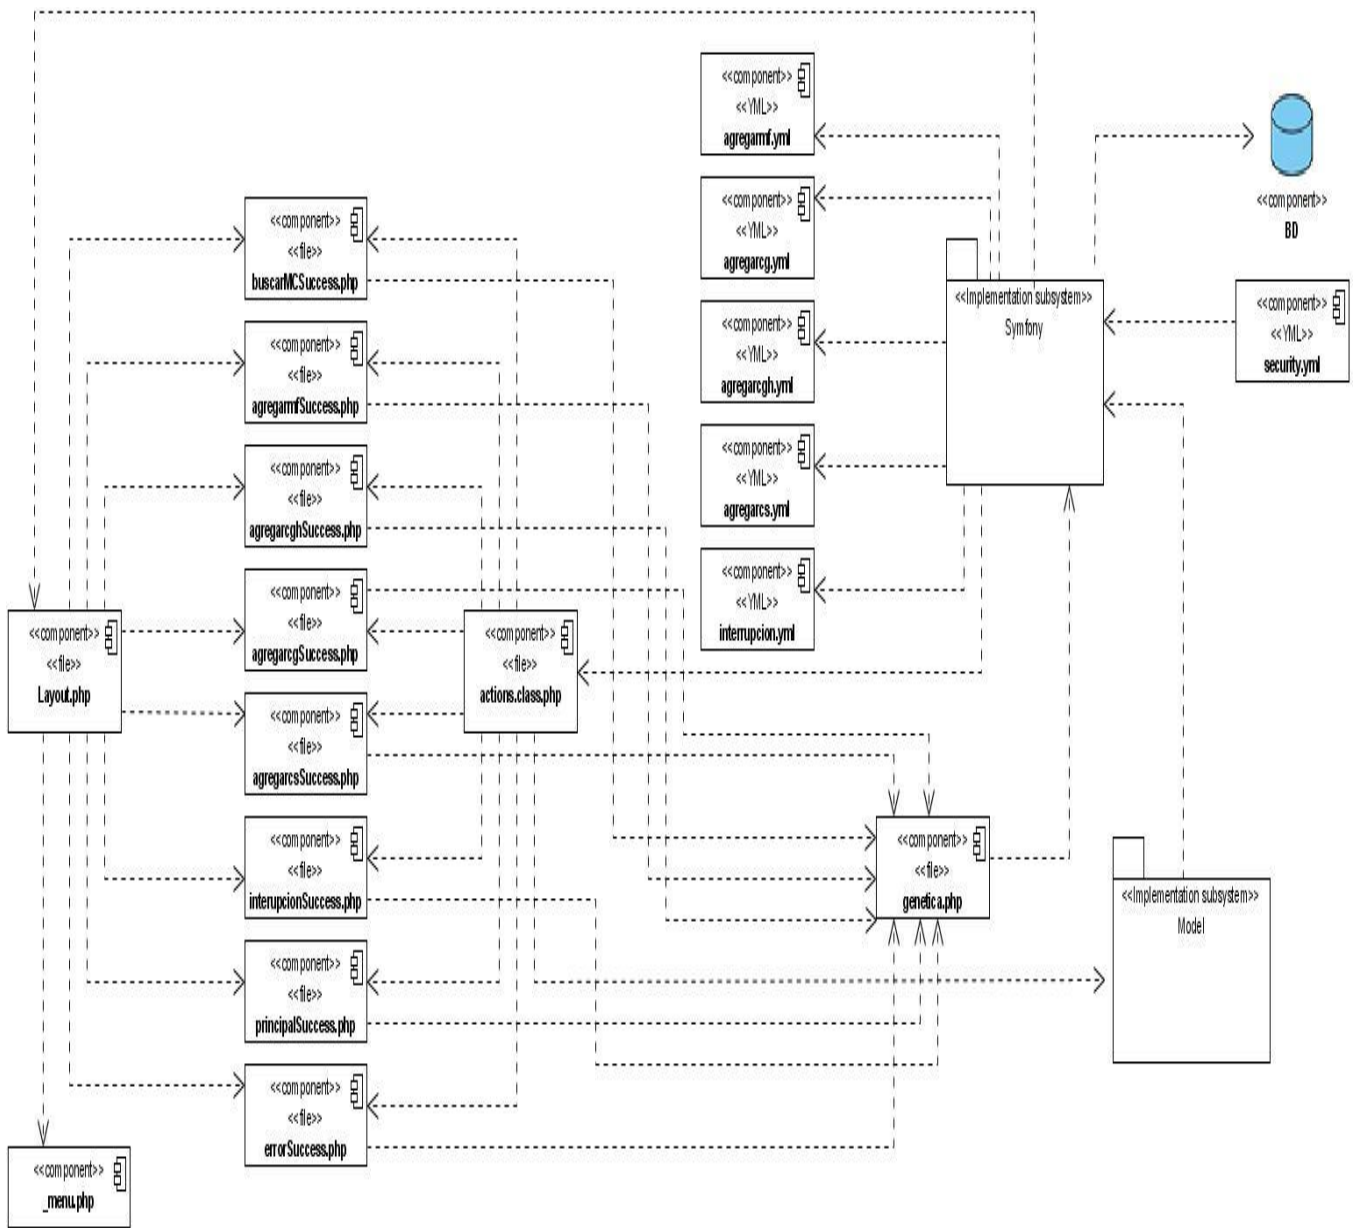 <<component>>
<<YML>>
agregarmf.yml
<<component>>
<<YML>>
agregarcg.yml
<<component>>
<<YML>>
agregarcgh.yml
<<component>>
<<YML>>
agregarcs.yml
<<component>>
<<YML>>
interrupcion.yml
<<component>>
BD
<<Implementation subsystem>>
Symfony
<<component>>
<<YML>>
security.yml
<<component>>
<<file>>
buscarMCSuccess.php
<<component>>
<<file>>
agregarmfSuccess.php
<<component>>
<<file>>
agregarcghSuccess.php
<<component>>
<<file>>
agregarcgSuccess.php
<<component>>
<<file>>
agregarcsSuccess.php
<<component>>
<<file>>
interupcionSuccess.php
<<component>>
<<file>>
principalSuccess.php
<<component>>
<<file>>
errorSuccess.php
<<component>>
<<file>>
Layout.php
<<component>>
<<file>>
actions.class.php
<<component>>
<<file>>
genetica.php
<<Implementation subsystem>>
Model
<<component>>
_menu.php